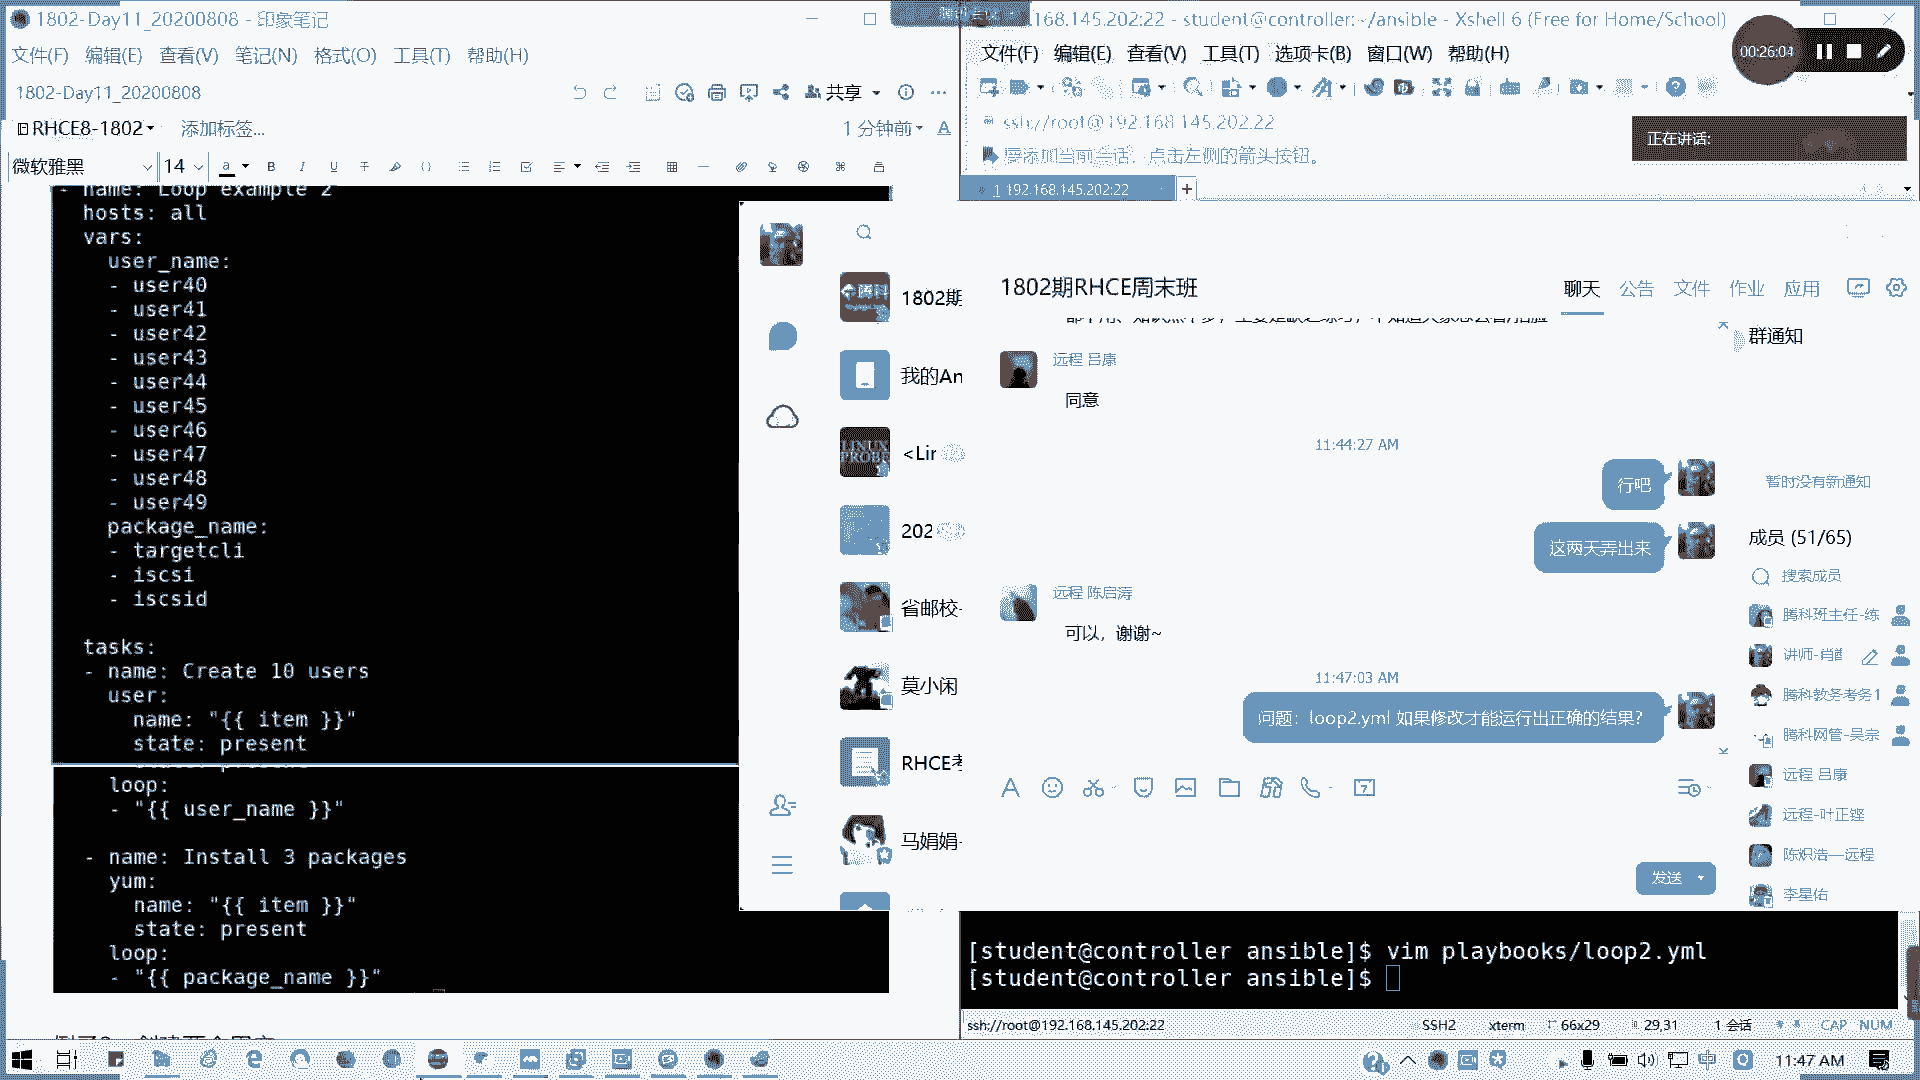 1802-Day11_20200808 - 印象笔记
文件(F) 编辑(E) 查看(V) 笔记(N) 格式(O) 工具(T) 帮助(H)
1802-Day11_20200808
共享
RHCE8-1802
添加标签...
1 分钟前
微软雅黑
14
- name: Loop example 2
hosts: all
vars:
user_name:
- user40
- user41
- user42
- user43
- user44
- user45
- user46
- user47
- user48
- user49
package_name:
- targetcli
- iscsi
- iscsid
tasks:
- name: Create 10 users
user:
name: "{{ item }}"
state: present
loop:
- "{{ user_name }}"
- name: Install 3 packages
yum:
name: "{{ item }}"
state: present
loop:
- "{{ package_name }}"
.168.145.202:22 - student@controller:~/ansible - Xshell 6 (Free for Home/School)
文件(F) 编辑(E) 查看(V) 工具(T) 选项卡(B) 窗口(W) 帮助(H)
00:26:04
ssh://root@192.168.145.202:22
要添加当前会话，点击左侧的箭头按钮。
正在讲话:
1 192.168.145.202:22
1802期
我的An
<Lir
202
省邮校-
莫小闲
RHCE考
马娟娟-
1802期RHCE周末班
聊天 公告 文件 作业 应用
远程 吕康
同意
11:44:27 AM
行吧
这两天弄出来
远程 陈启涛
可以，谢谢~
11:47:03 AM
问题：loop2.yml 如果修改才能运行出正确的结果？
发送
群通知
暂时没有新通知
成员 (51/65)
搜索成员
腾科班主任-练
讲师-肖
腾科教务考务1
腾科网管-吴宗
远程 吕康
远程-叶正铿
陈炽浩—远程
李星佑
[student@controller ansible]$ vim playbooks/loop2.yml
[student@controller ansible]$
ssh://root@192.168.145.202:22
SSH2
xterm
66x29
29,31
1 会话
CAP NUM
11:47 AM